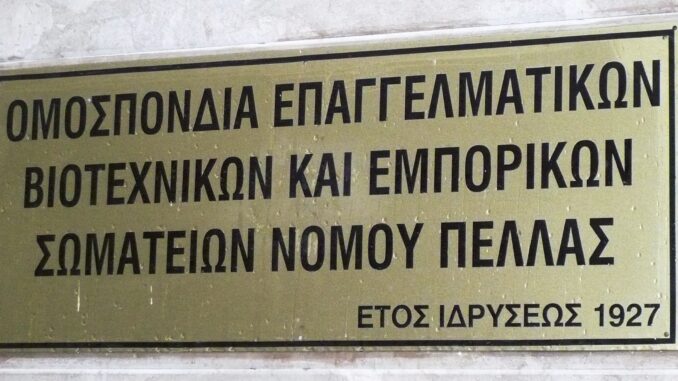 ΟΜΟΣΠΟΝΔΙΑ ΕΠΑΓΓΕΛΜΑΤΙΚΩΝ
ΒΙΟΤΕΧΝΙΚΩΝ ΚΑΙ ΕΜΠΟΡΙΚΩΝ
ΣΩΜΑΤΕΙΩΝ ΝΟΜΟΥ ΠΕΛΛΑΣ
ΕΤΟΣ ΙΔΡΥΣΕΩΣ 1927